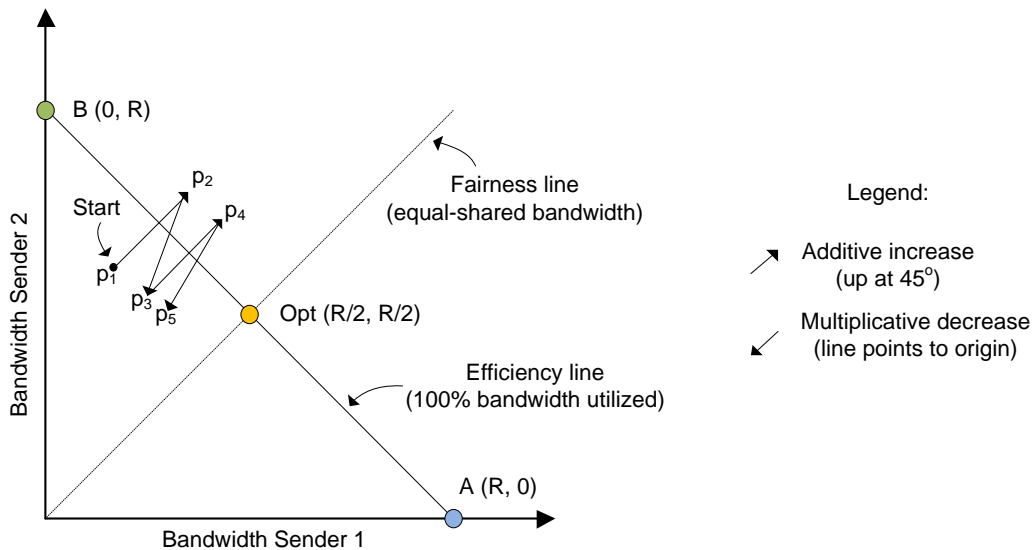 B (0, R)
p2
Fairness line
(equal-shared bandwidth)
Legend:
Start
p4
p1
Additive increase
(up at 45o)
p3
p5
Opt (R/2, R/2)
Multiplicative decrease
(line points to origin)
Bandwidth Sender 2
Efficiency line
(100% bandwidth utilized)
A (R, 0)
Bandwidth Sender 1